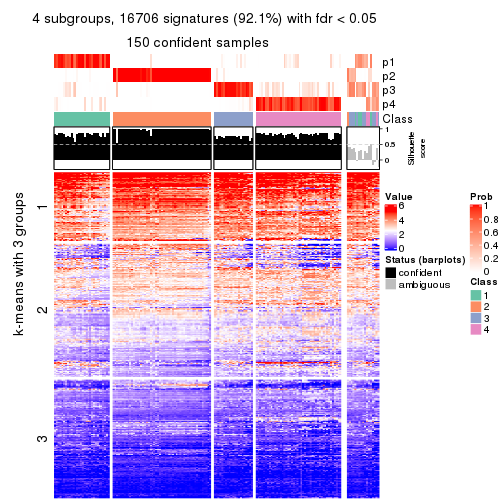 4 subgroups, 16706 signatures (92.1%) with fdr < 0.05
150 confident samples
p1
p2
p3
p4
Class
1
0.5
0
Silhouette
score
k-means with 3 groups
1
2
3
Value
6
4
2
0
Status (barplots)
confident
ambiguous
Prob
1
0.8
0.6
0.4
0.2
0
Class
1
2
3
4